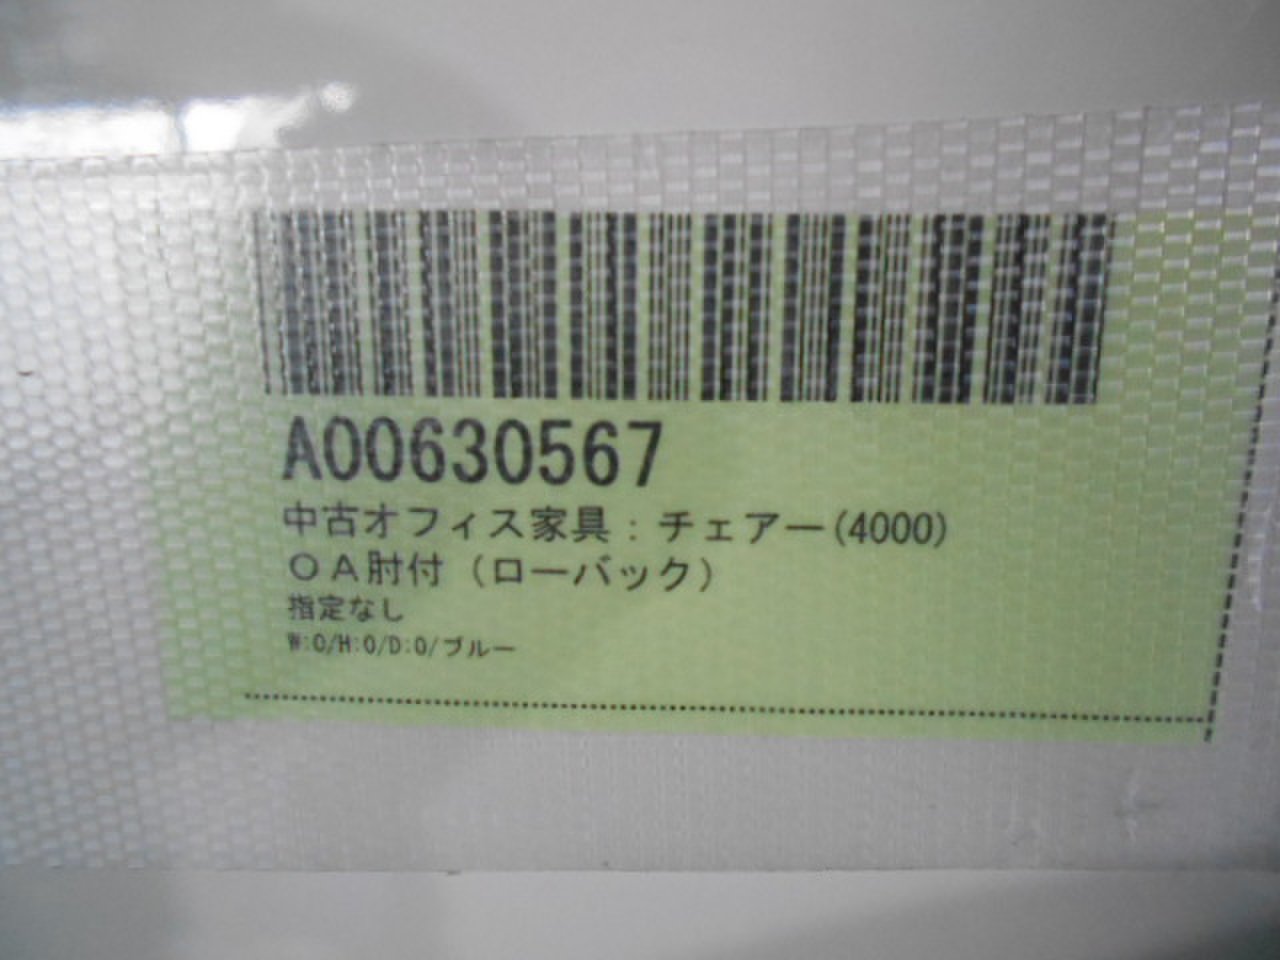 A00630567
中古オフィス家具：チェアー(4000)
ＯＡ肘付（ローバック）
指定なし
W:0/H:0/D:0/ブルー